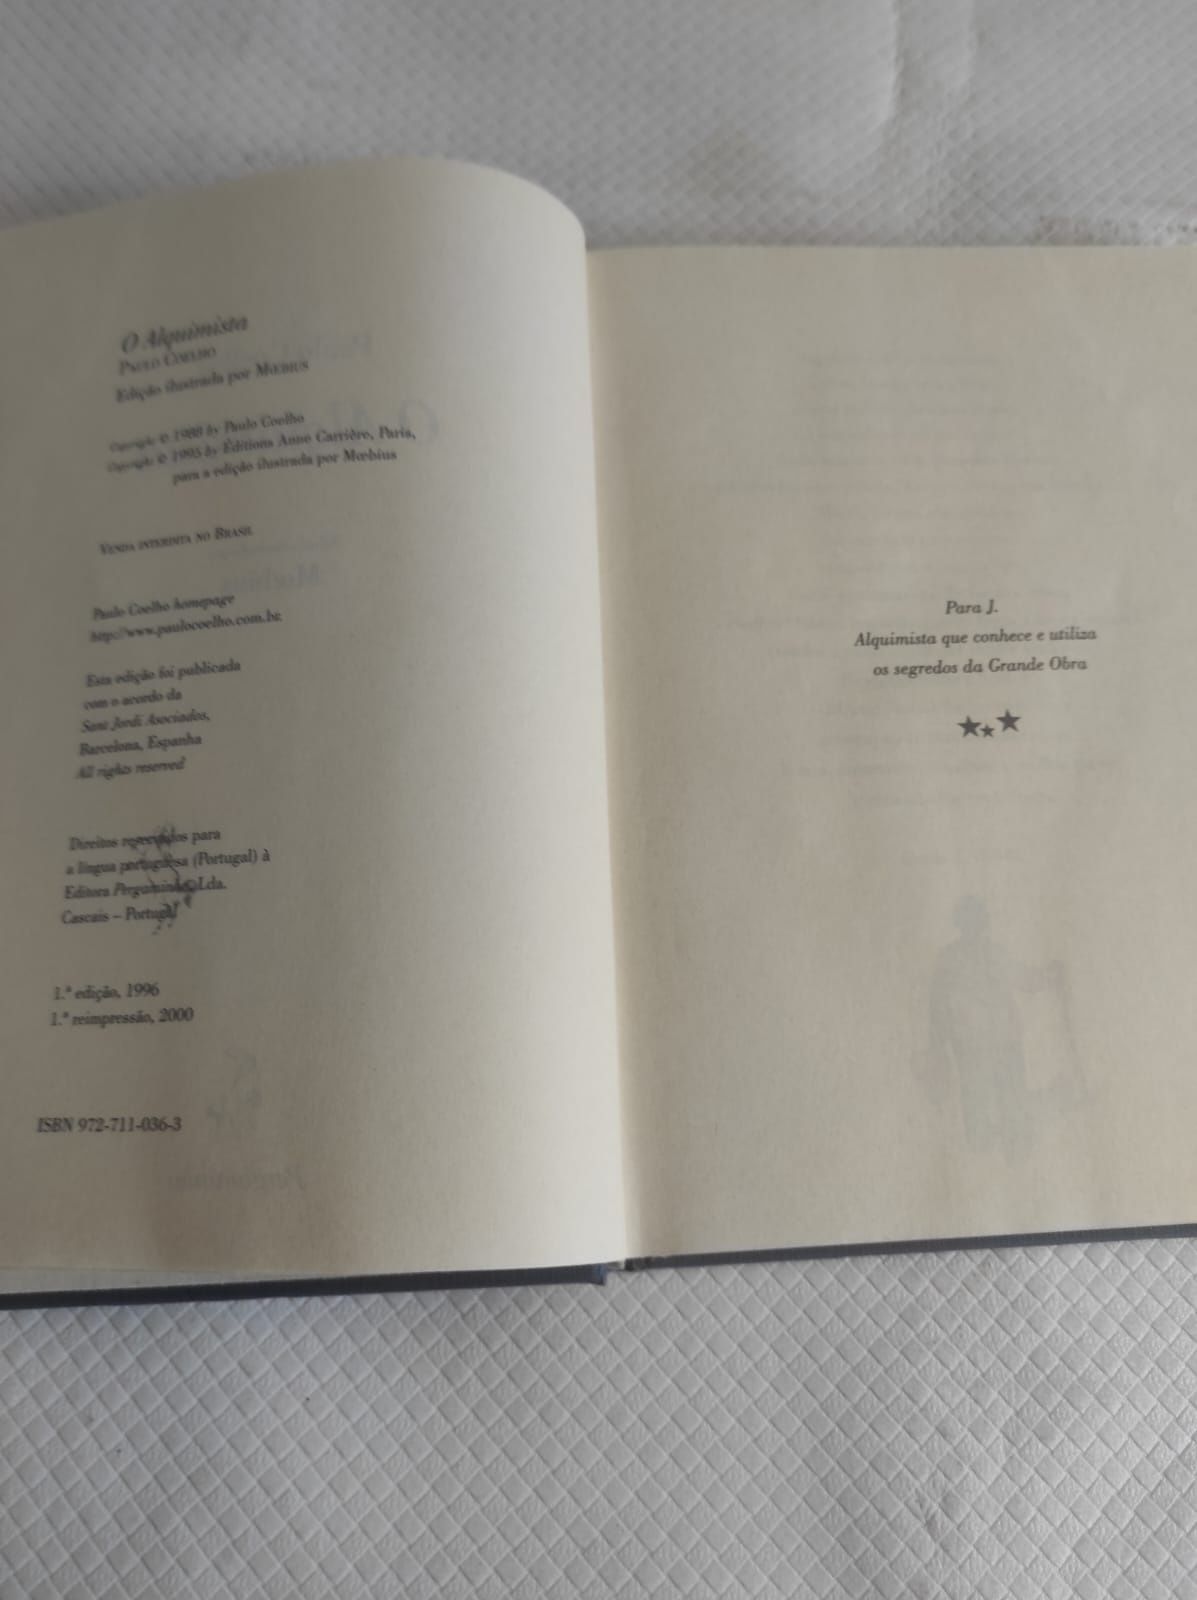 O Alquimista
PAULO COELHO
Edição ilustrada por MŒBIUS
Copyright © 1988 by Paulo Coelho
Copyright © 1995 by Éditions Anne Carrière, Paris,
para a edição ilustrada por Mœbius
VENDA INTERDITA NO BRASIL
Paulo Coelho homepage
http://www.paulocoelho.com.br.
Esta edição foi publicada
com o acordo da
Sant Jordi Asociados,
Barcelona, Espanha
All rights reserved
Direitos reservados para
a língua portuguesa (Portugal) à
Editora Pergaminho, Lda.
Cascais – Portugal
1.ª edição, 1996
1.ª reimpressão, 2000
ISBN 972-711-036-3
Para J.
Alquimista que conhece e utiliza
os segredos da Grande Obra